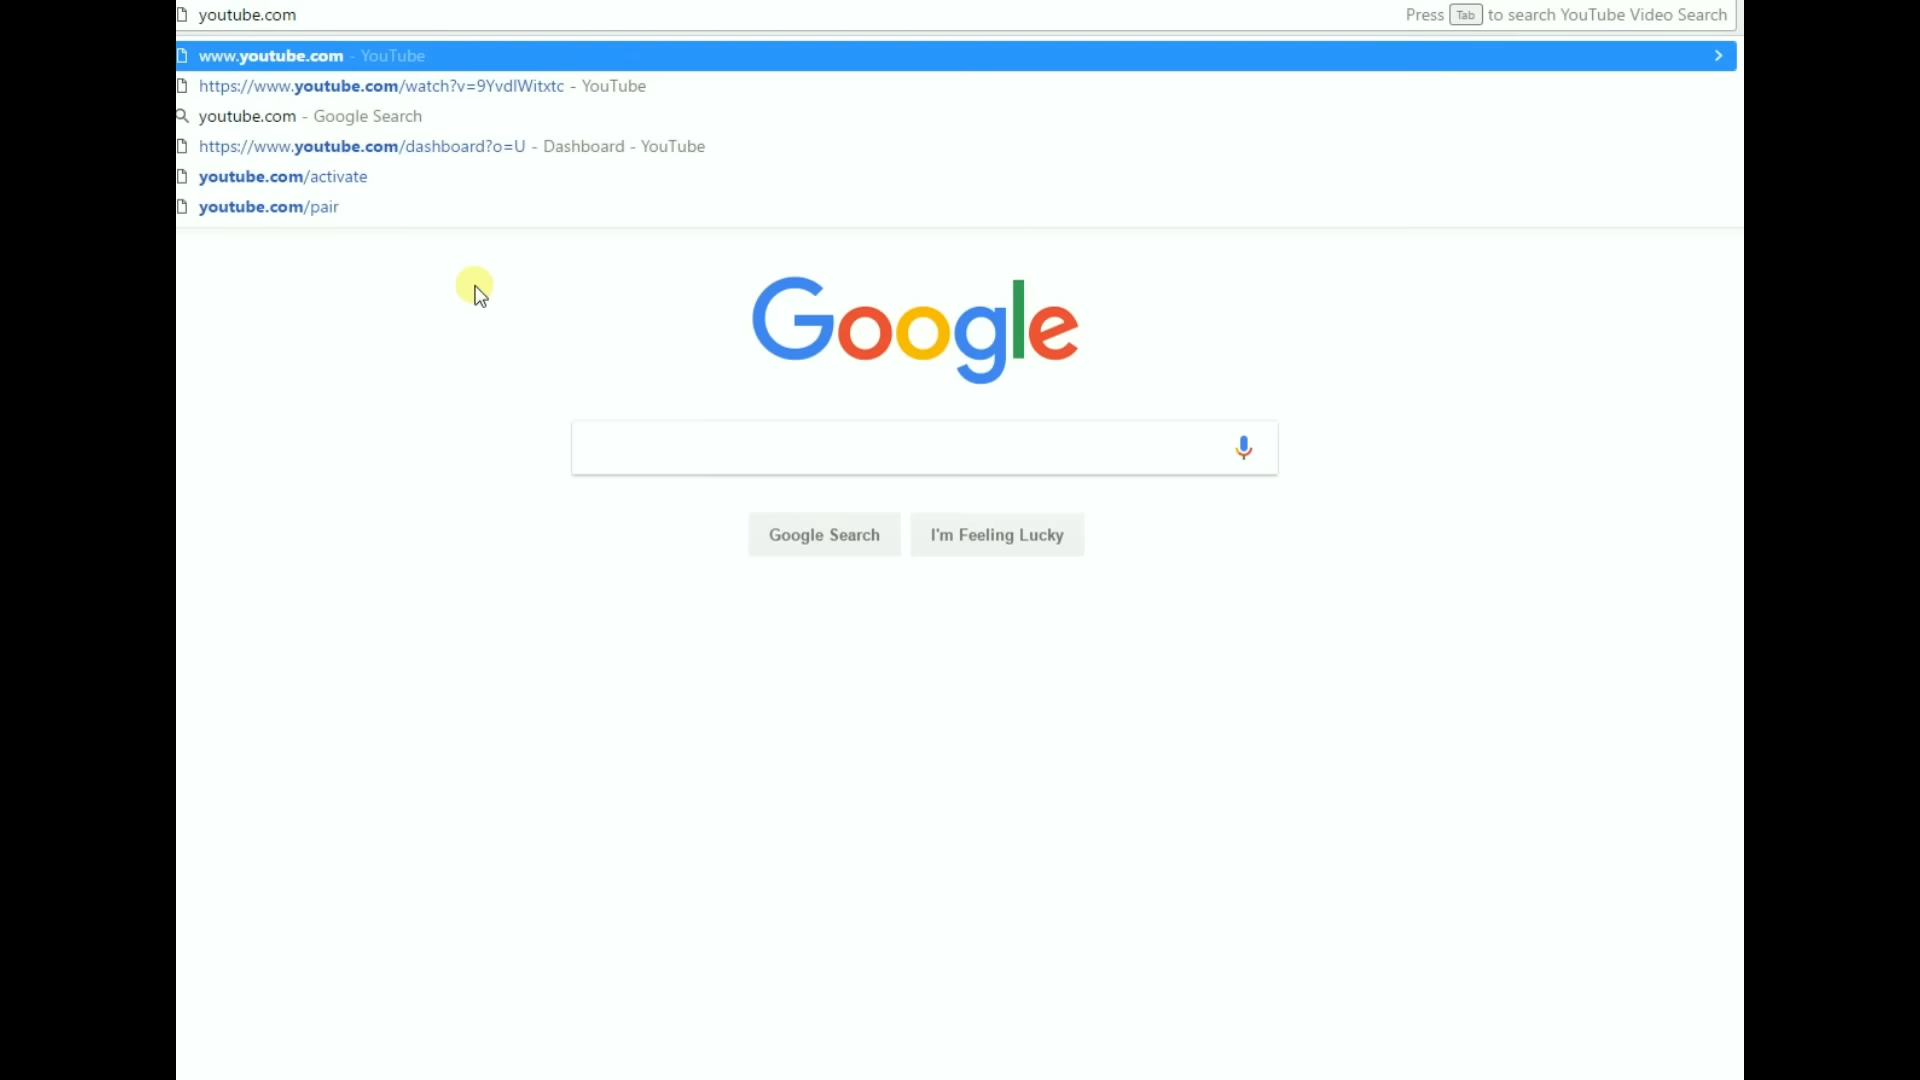 youtube.com Press Tab to search YouTube Video Search
www.youtube.com - YouTube
https://www.youtube.com/watch?v=9YvdlWitxtc - YouTube
youtube.com - Google Search
https://www.youtube.com/dashboard?o=U - Dashboard - YouTube
youtube.com/activate
youtube.com/pair
Google
Google Search I'm Feeling Lucky